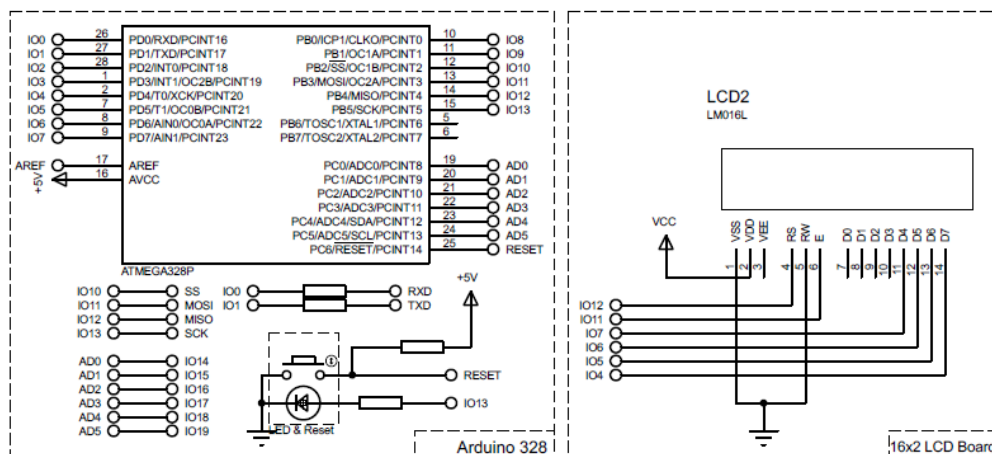 IO0 26 PD0/RXD/PCINT16 PB0/ICP1/CLKO/PCINT0 10 IO8
IO1 27 PD1/TXD/PCINT17 PB1/OC1A/PCINT1 11 IO9
IO2 28 PD2/INT0/PCINT18 PB2/SS/OC1B/PCINT2 12 IO10
IO3 1 PD3/INT1/OC2B/PCINT19 PB3/MOSI/OC2A/PCINT3 13 IO11
IO4 2 PD4/T0/XCK/PCINT20 PB4/MISO/PCINT4 14 IO12
IO5 7 PD5/T1/OC0B/PCINT21 PB5/SCK/PCINT5 15 IO13
IO6 8 PD6/AIN0/OC0A/PCINT22 PB6/TOSC1/XTAL1/PCINT6 5
IO7 9 PD7/AIN1/PCINT23 PB7/TOSC2/XTAL2/PCINT7 6
AREF 17 AREF PC0/ADC0/PCINT8 19 AD0
+5V 16 AVCC PC1/ADC1/PCINT9 20 AD1
PC2/ADC2/PCINT10 21 AD2
PC3/ADC3/PCINT11 22 AD3
PC4/ADC4/SDA/PCINT12 23 AD4
PC5/ADC5/SCL/PCINT13 24 AD5
PC6/RESET/PCINT14 25 RESET
ATMEGA328P
IO10 SS IO0 RXD
IO11 MOSI IO1 TXD
IO12 MISO
IO13 SCK
+5V
AD0 IO14
AD1 IO15
AD2 IO16
AD3 IO17
AD4 IO18
AD5 IO19
RESET
IO13
LED & Reset
Arduino 328
LCD2
LM016L
VCC
VSS VDD VEE RS RW E D0 D1 D2 D3 D4 D5 D6 D7
1 2 3 4 5 6 7 8 9 10 11 12 13 14
IO12
IO11
IO7
IO6
IO5
IO4
16x2 LCD Board